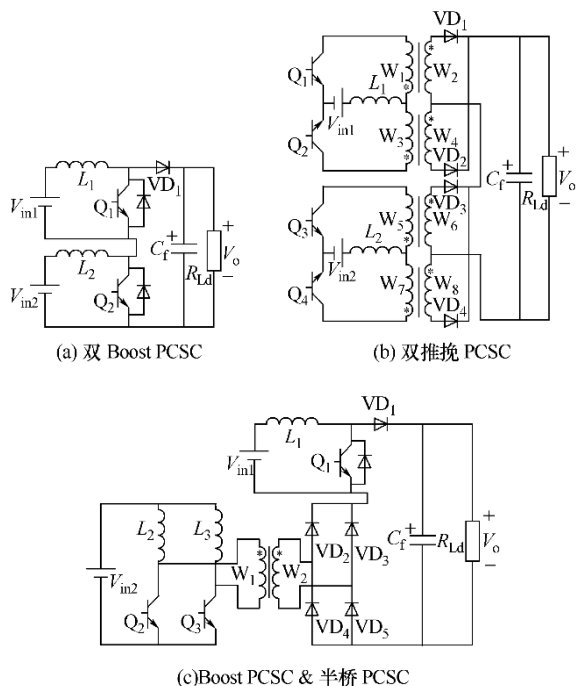 L₁
VD₁
Q₁
Vin1
L₂
Q₂
Vin2
Cf
+
RLd
+
Vo
−
(a) 双 Boost PCSC
VD₁
Q₁
W₁
*
*
W₂
L₁
Vin1
Q₂
W₃
*
*
W₄
VD₂
VD₃
Q₃
W₅
*
*
W₆
L₂
Vin2
Q₄
W₇
*
*
W₈
VD₄
Cf
+
RLd
+
Vo
−
(b) 双推挽 PCSC
L₁
VD₁
Vin1
Q₁
L₂
L₃
Vin2
W₁
*
*
W₂
VD₂
VD₃
Q₂
Q₃
VD₄
VD₅
Cf
+
RLd
+
Vo
−
(c)Boost PCSC & 半桥 PCSC